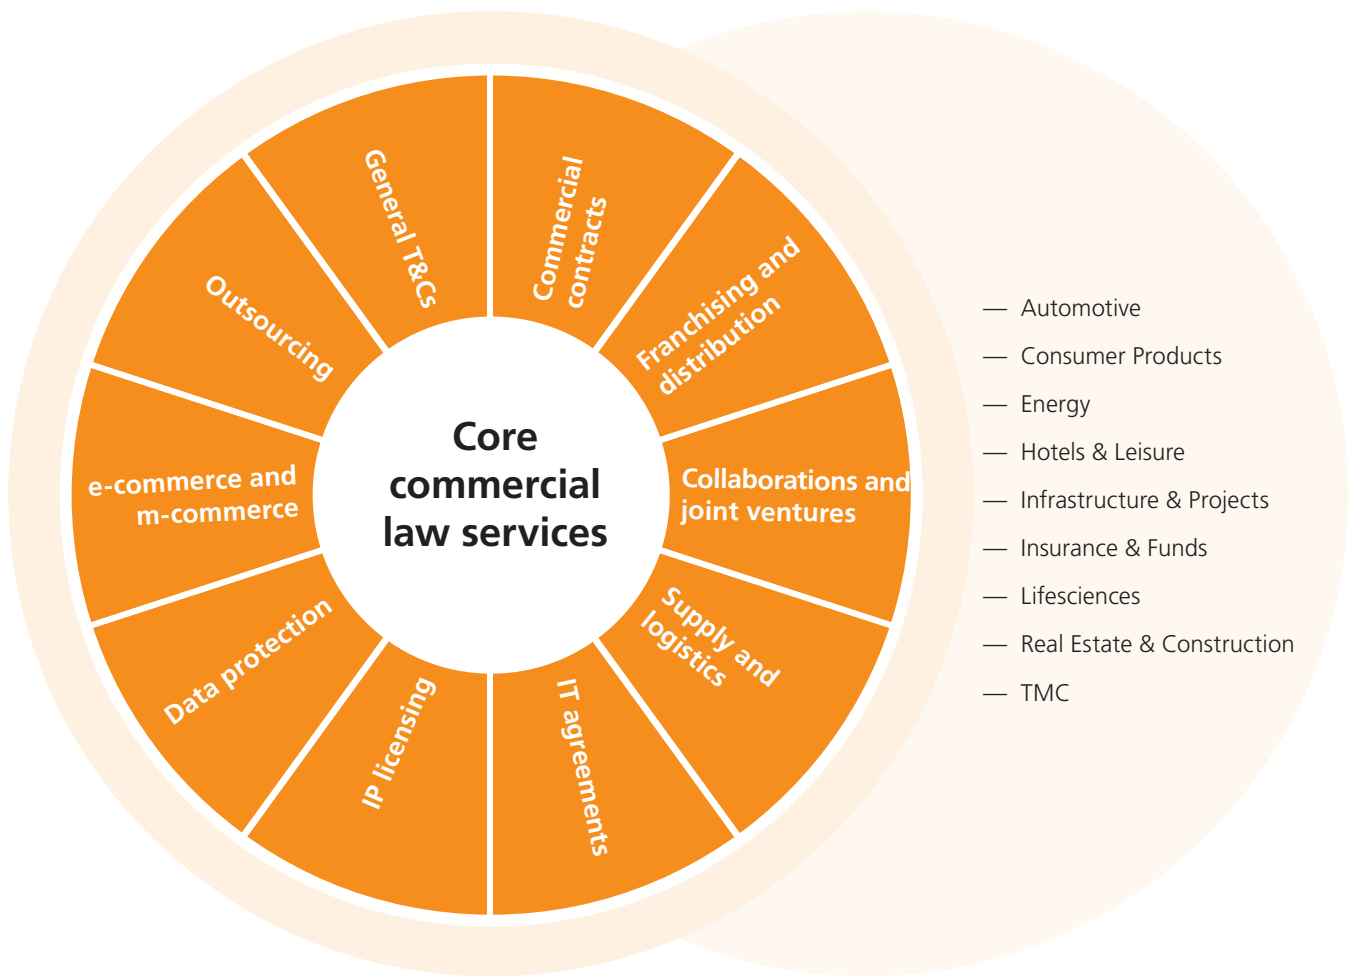 Core
commercial
law services
Commercial
contracts
Franchising and
distribution
Collaborations and
joint ventures
Supply and
logistics
IT agreements
IP licensing
Data protection
e-commerce and
m-commerce
Outsourcing
General T&Cs
— Automotive
— Consumer Products
— Energy
— Hotels & Leisure
— Infrastructure & Projects
— Insurance & Funds
— Lifesciences
— Real Estate & Construction
— TMC